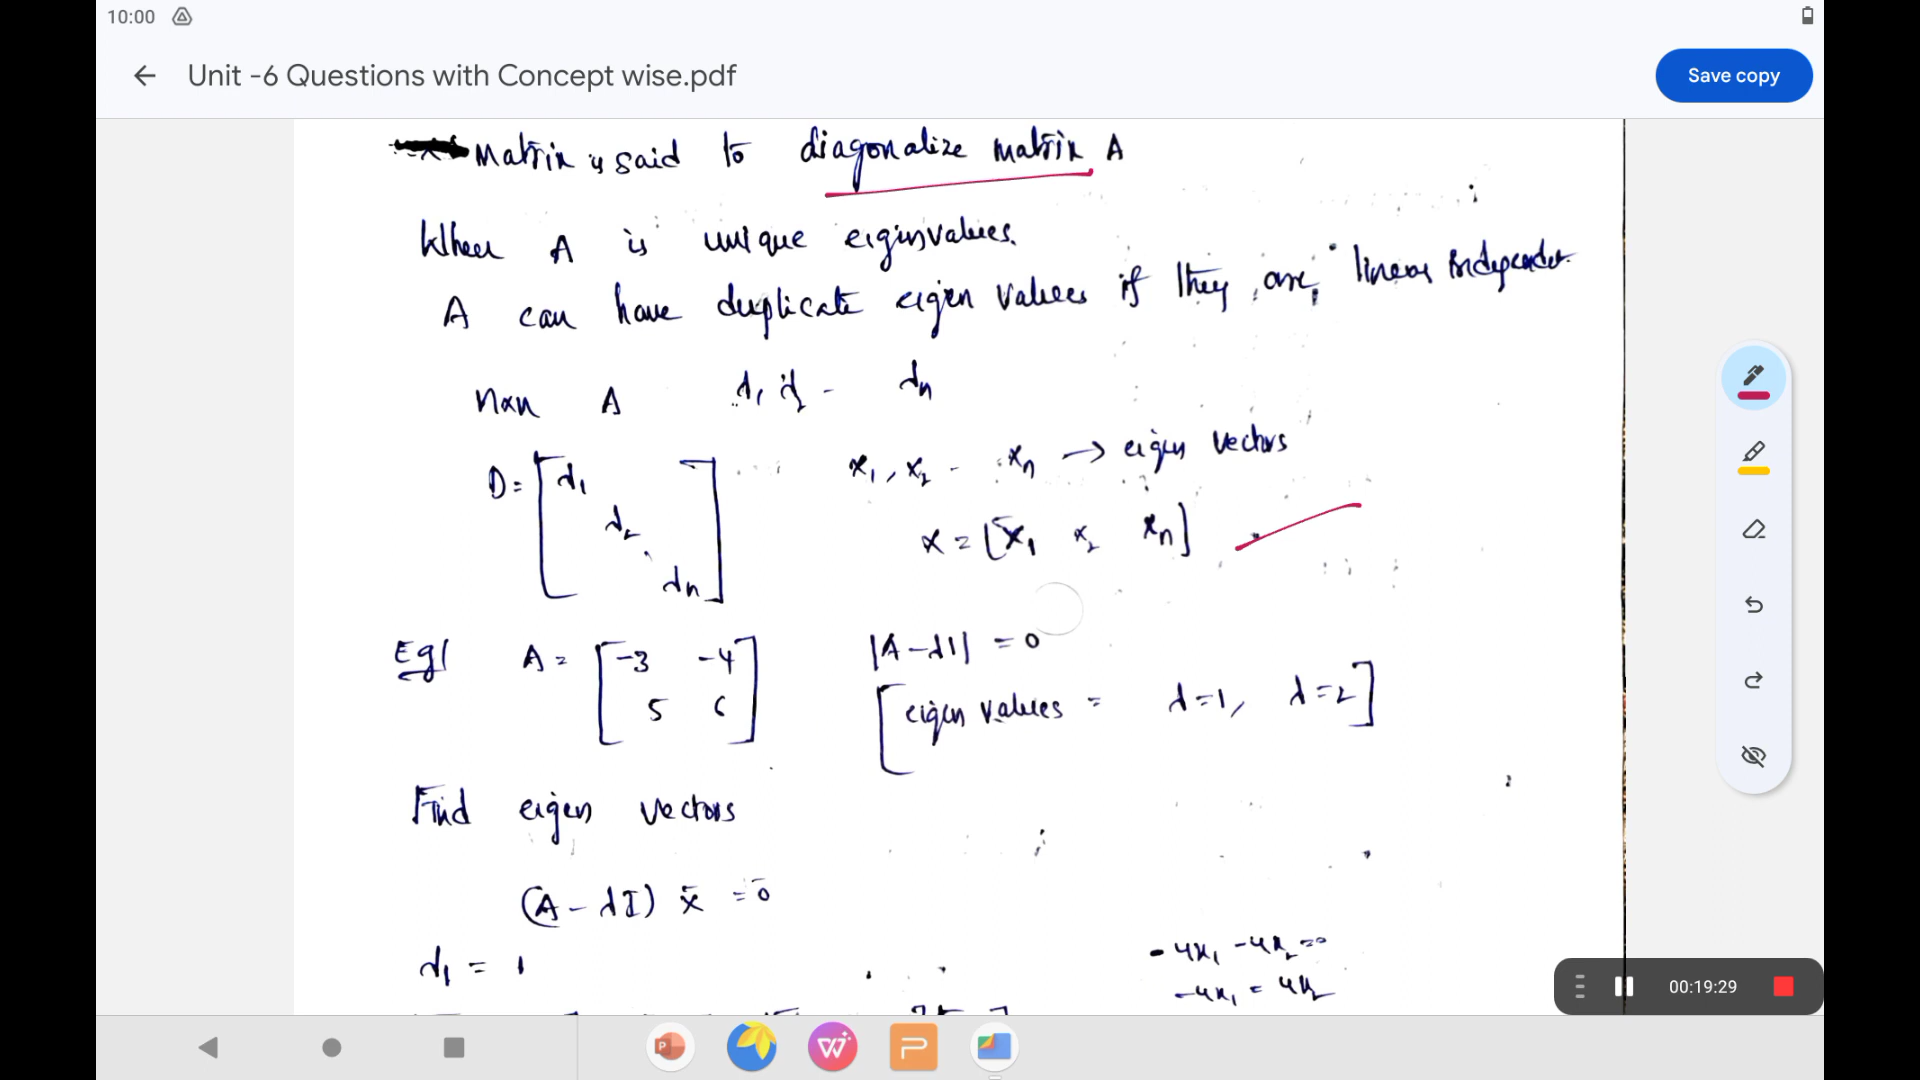 10:00
Unit -6 Questions with Concept wise.pdf
Save copy
Matrix is said to diagonalize matrix A
When A is unique eiginvalues.
A can have duplicate eigen values if they are, linear independet
nxn A λ1 λ2 - λn
D = [λ1 λ2 . λn]
x1, x2 - xn → eigen vectors
x = [x1 x2 xn]
Eg1 A = [-3 -4
5 6]
|A-λI| = 0
[eigen values = λ=1, λ=2]
Find eigen vectors
(A - λI) x̄ = 0̄
λ1 = 1
-4x1 -4x2 =0
-4x1 = 4x2
00:19:29